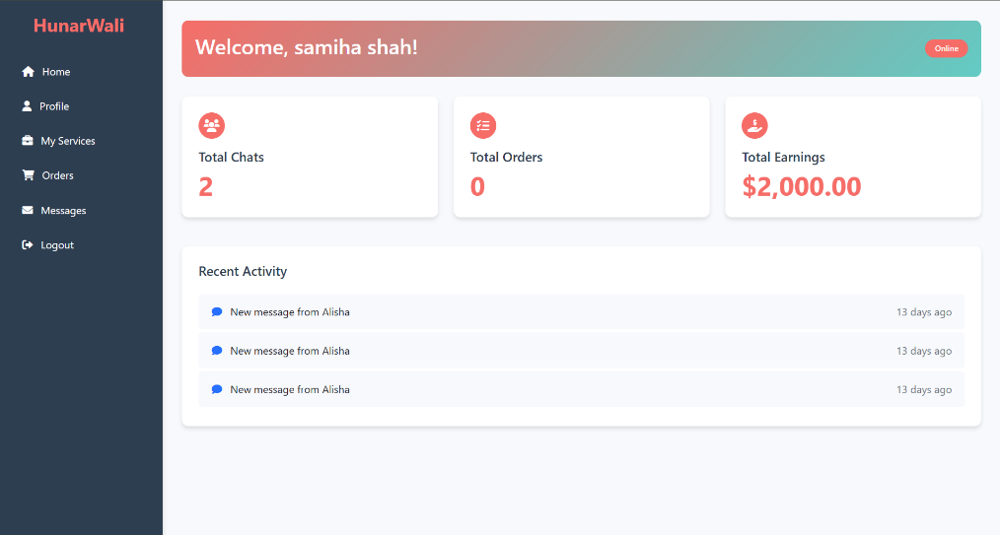 HunarWali
Home
Profile
My Services
Orders
Messages
Logout
Welcome, samiha shah!
Online
Total Chats
2
Total Orders
0
Total Earnings
$2,000.00
Recent Activity
New message from Alisha 13 days ago
New message from Alisha 13 days ago
New message from Alisha 13 days ago